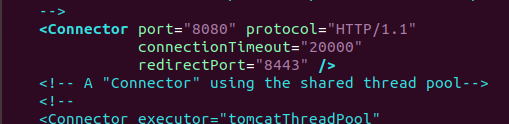 -->
<Connector port="8080" protocol="HTTP/1.1"
connectionTimeout="20000"
redirectPort="8443" />
<!-- A "Connector" using the shared thread pool-->
<!--
<Connector executor="tomcatThreadPool"